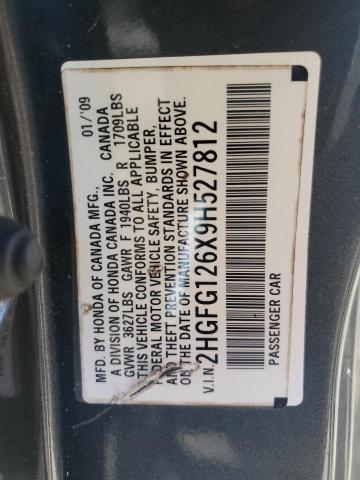 MFD. BY HONDA OF CANADA MFG., 01/'09
A DIVISION OF HONDA CANADA INC. CANADA
GVWR 3627LBS GAWR F 1940LBS R 1709LBS
THIS VEHICLE CONFORMS TO ALL APPLICABLE
FEDERAL MOTOR VEHICLE SAFETY, BUMPER,
AND THEFT PREVENTION STANDARDS IN EFFECT
ON THE DATE OF MANUFACTURE SHOWN ABOVE.
V.I.N. 2HGFG126X9H527812
PASSENGER CAR